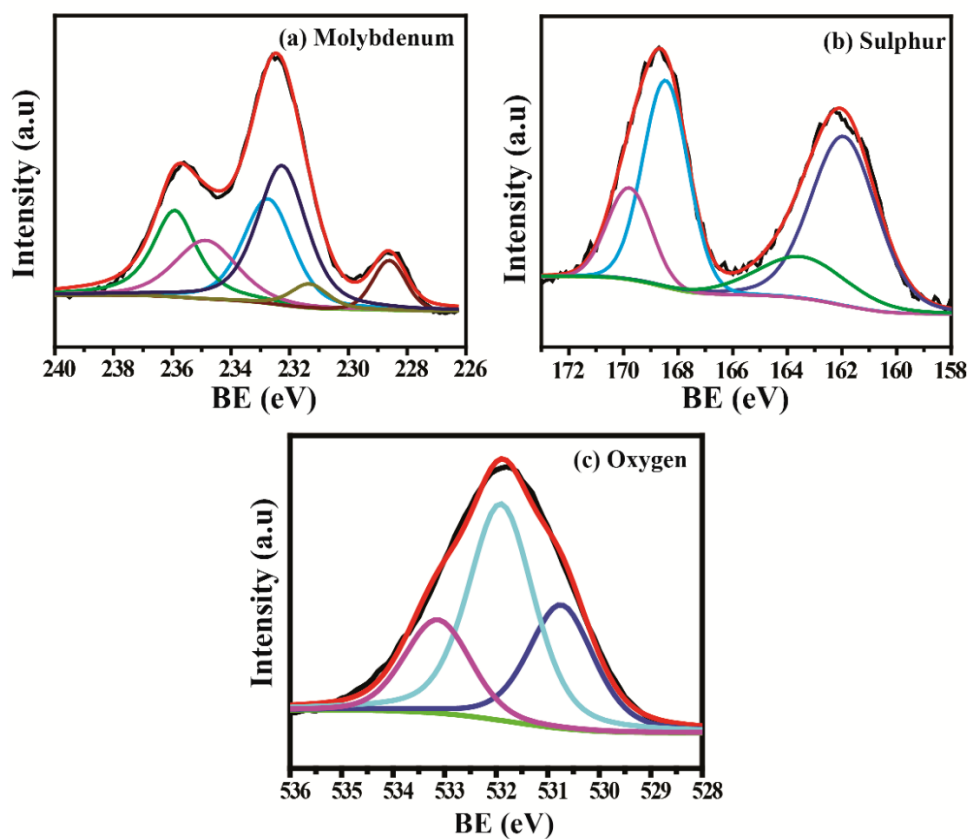 (a) Molybdenum
Intensity (a.u)
240 238 236 234 232 230 228 226
BE (eV)
(b) Sulphur
Intensity (a.u)
172 170 168 166 164 162 160 158
BE (eV)
(c) Oxygen
Intensity (a.u)
536 535 534 533 532 531 530 529 528
BE (eV)